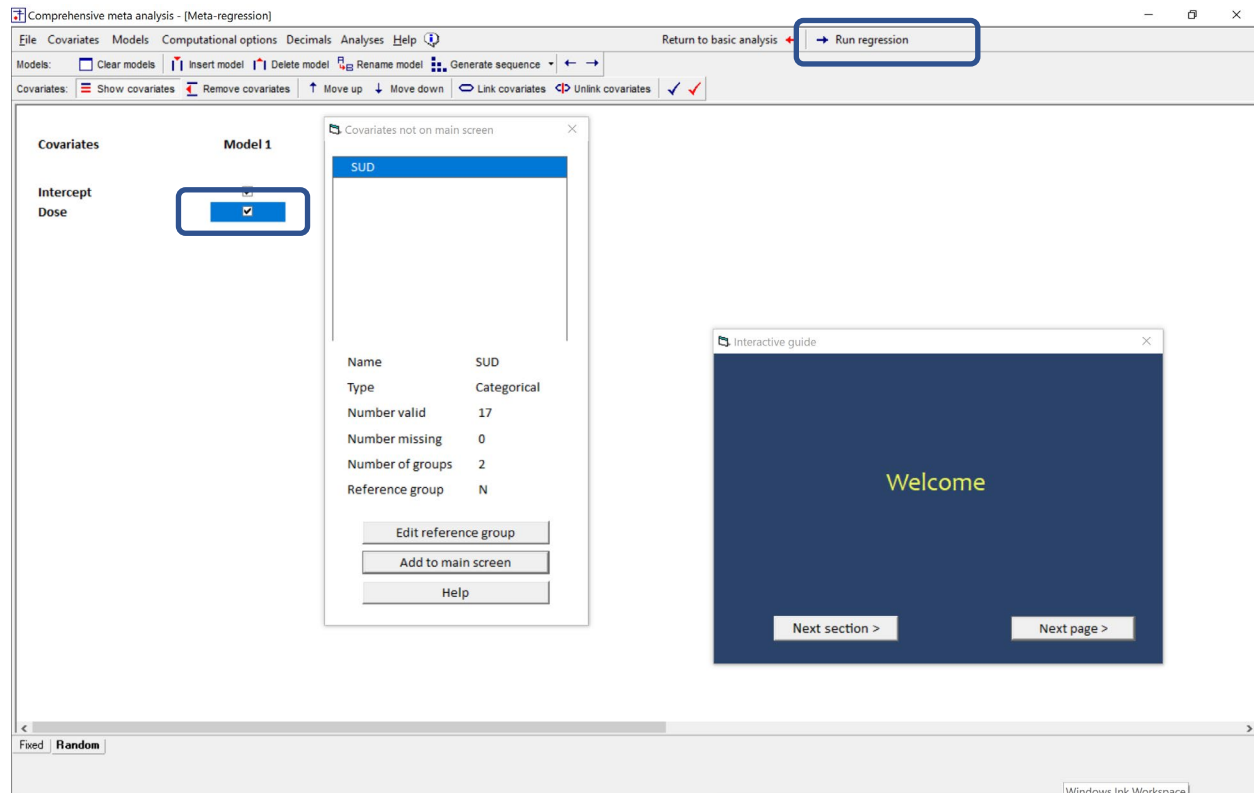 Comprehensive meta analysis - [Meta-regression]
File Covariates Models Computational options Decimals Analyses Help Return to basic analysis Run regression
Models: Clear models Insert model Delete model Rename model Generate sequence
Covariates: Show covariates Remove covariates Move up Move down Link covariates Unlink covariates
Covariates Model 1
Intercept
Dose
Covariates not on main screen
SUD
Name SUD
Type Categorical
Number valid 17
Number missing 0
Number of groups 2
Reference group N
Edit reference group
Add to main screen
Help
Interactive guide
Welcome
Next section > Next page >
Fixed Random
Windows Ink Workspace